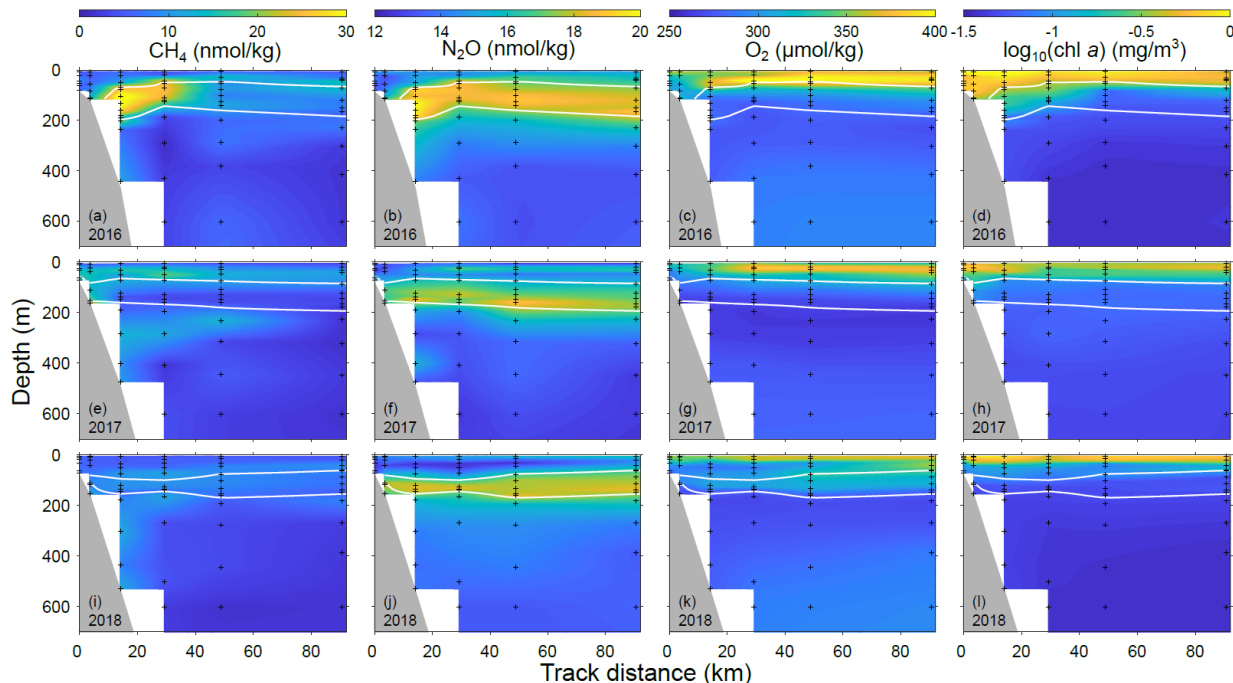 0 10 20 30
12 14 16 18 20
250 300 350 400
-1.5 -1 -0.5 0
CH4 (nmol/kg)
N2O (nmol/kg)
O2 (μmol/kg)
log10(chl a) (mg/m3)
0
200
400
600
(a)
2016
(b)
2016
(c)
2016
(d)
2016
0
200
400
600
Depth (m)
(e)
2017
(f)
2017
(g)
2017
(h)
2017
0
200
400
600
(i)
2018
(j)
2018
(k)
2018
(l)
2018
0 20 40 60 80
0 20 40 60 80
0 20 40 60 80
0 20 40 60 80
Track distance (km)